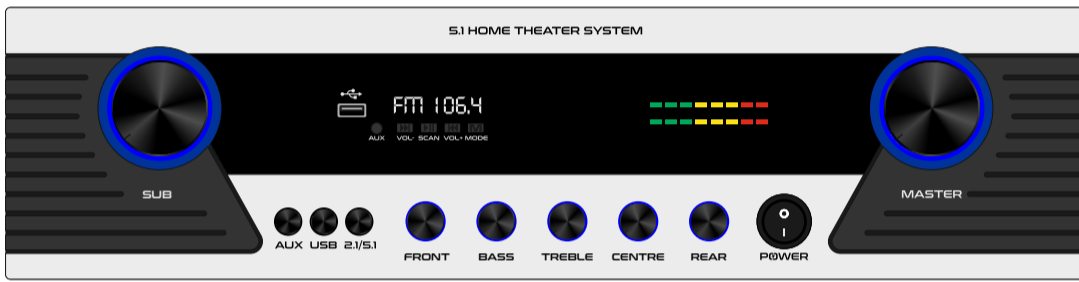 5.1 HOME THEATER SYSTEM
FM 106.4
AUX VOL- SCAN VOL+ MODE
SUB
MASTER
AUX USB 2.1/5.1
FRONT BASS TREBLE CENTRE REAR POWER